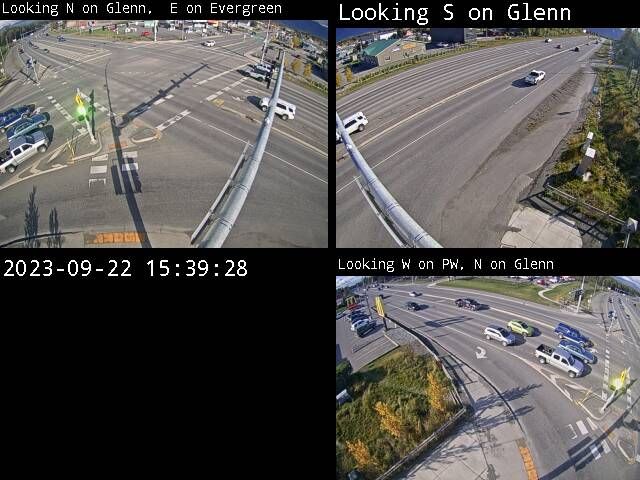 Looking N on Glenn,  E on Evergreen
Looking S on Glenn
2023-09-22 15:39:28
Looking W on PW, N on Glenn